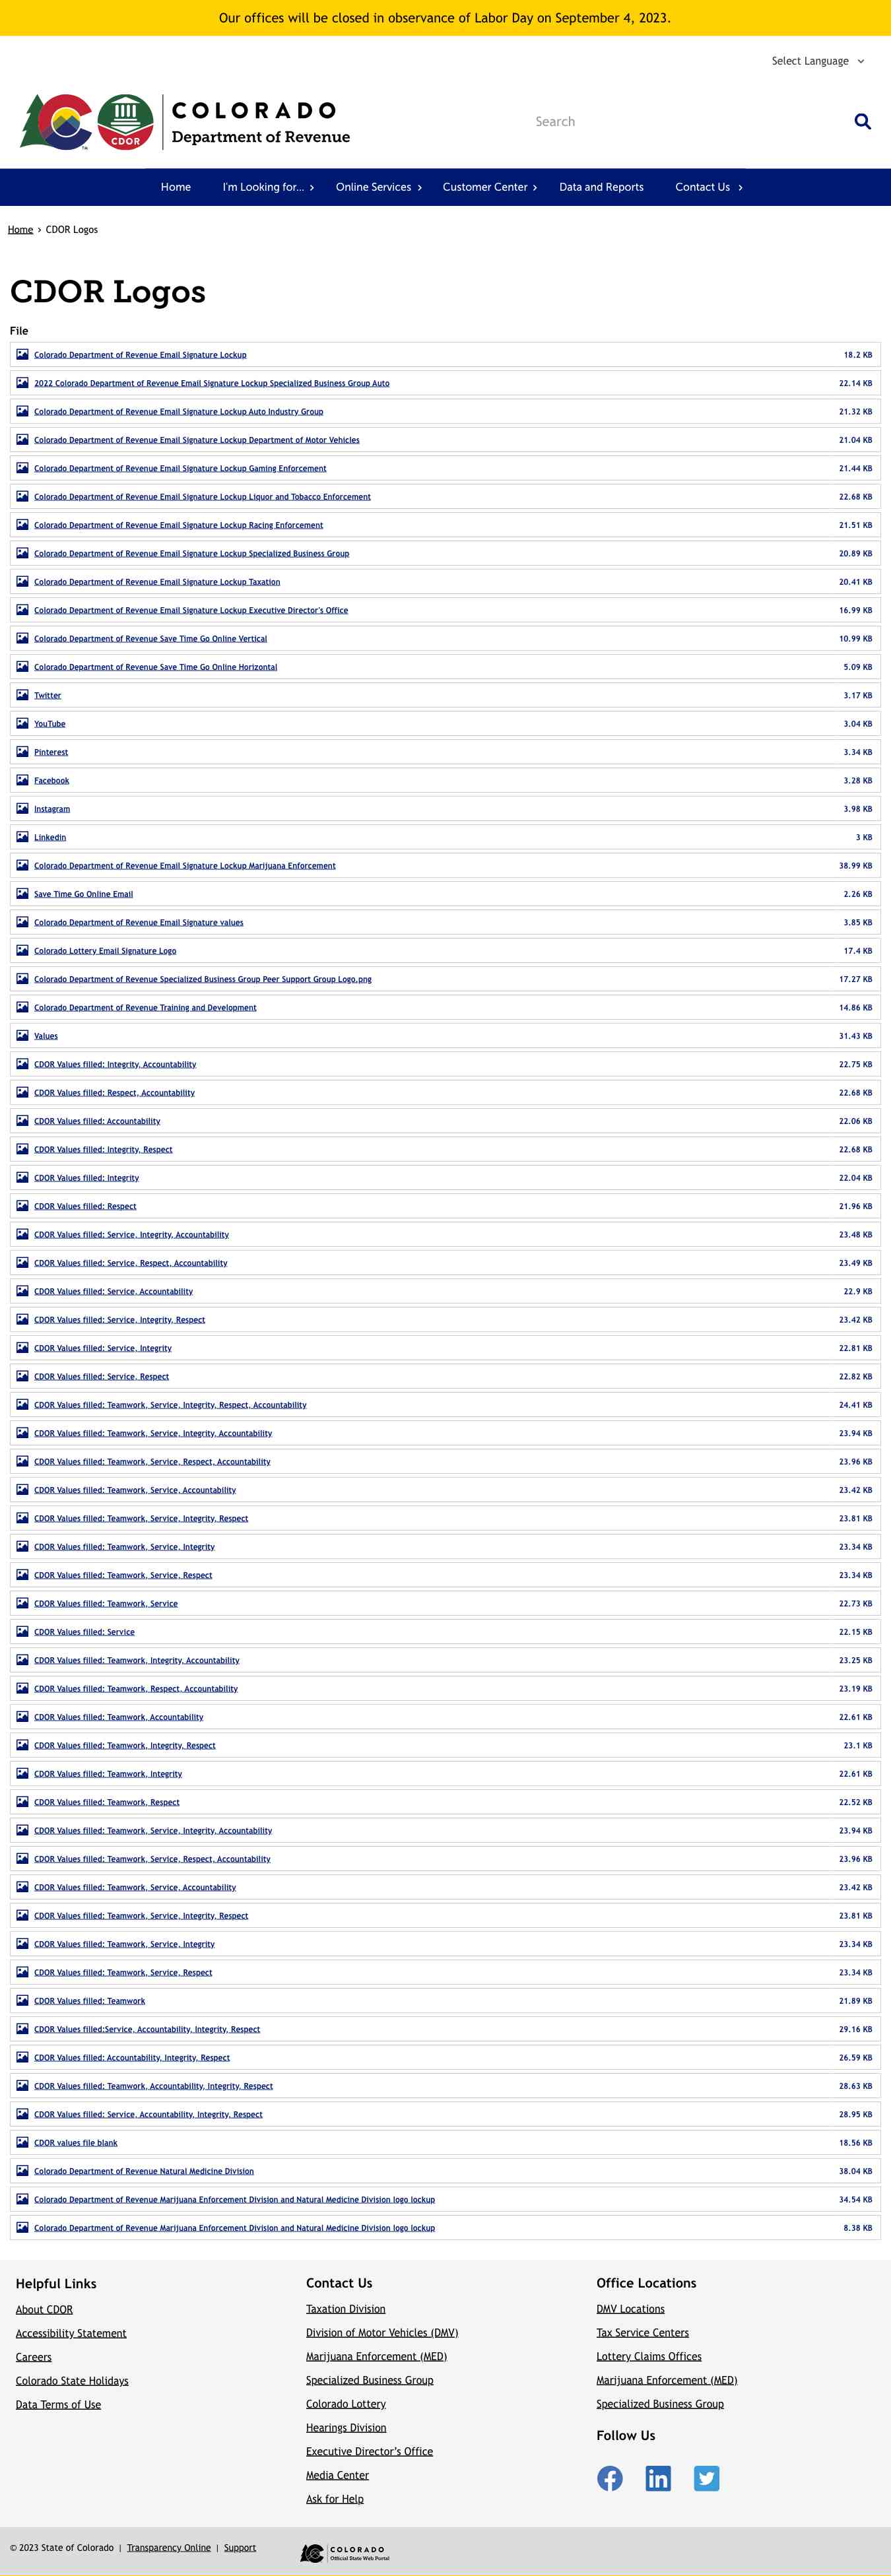 Our offices will be closed in observance of Labor Day on September 4, 2023.
Select Language
COLORADO
Department of Revenue
CDOR
TM
Search
Home I'm Looking for... Online Services Customer Center Data and Reports Contact Us
Home › CDOR Logos
CDOR Logos
File
Colorado Department of Revenue Email Signature Lockup 18.2 KB
2022 Colorado Department of Revenue Email Signature Lockup Specialized Business Group Auto 22.14 KB
Colorado Department of Revenue Email Signature Lockup Auto Industry Group 21.32 KB
Colorado Department of Revenue Email Signature Lockup Department of Motor Vehicles 21.04 KB
Colorado Department of Revenue Email Signature Lockup Gaming Enforcement 21.44 KB
Colorado Department of Revenue Email Signature Lockup Liquor and Tobacco Enforcement 22.68 KB
Colorado Department of Revenue Email Signature Lockup Racing Enforcement 21.51 KB
Colorado Department of Revenue Email Signature Lockup Specialized Business Group 20.89 KB
Colorado Department of Revenue Email Signature Lockup Taxation 20.41 KB
Colorado Department of Revenue Email Signature Lockup Executive Director's Office 16.99 KB
Colorado Department of Revenue Save Time Go Online Vertical 10.99 KB
Colorado Department of Revenue Save Time Go Online Horizontal 5.09 KB
Twitter 3.17 KB
YouTube 3.04 KB
Pinterest 3.34 KB
Facebook 3.28 KB
Instagram 3.98 KB
Linkedin 3 KB
Colorado Department of Revenue Email Signature Lockup Marijuana Enforcement 38.99 KB
Save Time Go Online Email 2.26 KB
Colorado Department of Revenue Email Signature values 3.85 KB
Colorado Lottery Email Signature Logo 17.4 KB
Colorado Department of Revenue Specialized Business Group Peer Support Group Logo.png 17.27 KB
Colorado Department of Revenue Training and Development 14.86 KB
Values 31.43 KB
CDOR Values filled: Integrity, Accountability 22.75 KB
CDOR Values filled: Respect, Accountability 22.68 KB
CDOR Values filled: Accountability 22.06 KB
CDOR Values filled: Integrity, Respect 22.68 KB
CDOR Values filled: Integrity 22.04 KB
CDOR Values filled: Respect 21.96 KB
CDOR Values filled: Service, Integrity, Accountability 23.48 KB
CDOR Values filled: Service, Respect, Accountability 23.49 KB
CDOR Values filled: Service, Accountability 22.9 KB
CDOR Values filled: Service, Integrity, Respect 23.42 KB
CDOR Values filled: Service, Integrity 22.81 KB
CDOR Values filled: Service, Respect 22.82 KB
CDOR Values filled: Teamwork, Service, Integrity, Respect, Accountability 24.41 KB
CDOR Values filled: Teamwork, Service, Integrity, Accountability 23.94 KB
CDOR Values filled: Teamwork, Service, Respect, Accountability 23.96 KB
CDOR Values filled: Teamwork, Service, Accountability 23.42 KB
CDOR Values filled: Teamwork, Service, Integrity, Respect 23.81 KB
CDOR Values filled: Teamwork, Service, Integrity 23.34 KB
CDOR Values filled: Teamwork, Service, Respect 23.34 KB
CDOR Values filled: Teamwork, Service 22.73 KB
CDOR Values filled: Service 22.15 KB
CDOR Values filled: Teamwork, Integrity, Accountability 23.25 KB
CDOR Values filled: Teamwork, Respect, Accountability 23.19 KB
CDOR Values filled: Teamwork, Accountability 22.61 KB
CDOR Values filled: Teamwork, Integrity, Respect 23.1 KB
CDOR Values filled: Teamwork, Integrity 22.61 KB
CDOR Values filled: Teamwork, Respect 22.52 KB
CDOR Values filled: Teamwork, Service, Integrity, Accountability 23.94 KB
CDOR Values filled: Teamwork, Service, Respect, Accountability 23.96 KB
CDOR Values filled: Teamwork, Service, Accountability 23.42 KB
CDOR Values filled: Teamwork, Service, Integrity, Respect 23.81 KB
CDOR Values filled: Teamwork, Service, Integrity 23.34 KB
CDOR Values filled: Teamwork, Service, Respect 23.34 KB
CDOR Values filled: Teamwork 21.89 KB
CDOR Values filled:Service, Accountability, Integrity, Respect 29.16 KB
CDOR Values filled: Accountability, Integrity, Respect 26.59 KB
CDOR Values filled: Teamwork, Accountability, Integrity, Respect 28.63 KB
CDOR Values filled: Service, Accountability, Integrity, Respect 28.95 KB
CDOR values file blank 18.56 KB
Colorado Department of Revenue Natural Medicine Division 38.04 KB
Colorado Department of Revenue Marijuana Enforcement Division and Natural Medicine Division logo lockup 34.54 KB
Colorado Department of Revenue Marijuana Enforcement Division and Natural Medicine Division logo lockup 8.38 KB
Helpful Links
About CDOR
Accessibility Statement
Careers
Colorado State Holidays
Data Terms of Use
Contact Us
Taxation Division
Division of Motor Vehicles (DMV)
Marijuana Enforcement (MED)
Specialized Business Group
Colorado Lottery
Hearings Division
Executive Director's Office
Media Center
Ask for Help
Office Locations
DMV Locations
Tax Service Centers
Lottery Claims Offices
Marijuana Enforcement (MED)
Specialized Business Group
Follow Us
© 2023 State of Colorado | Transparency Online | Support
COLORADO
Official State Web Portal